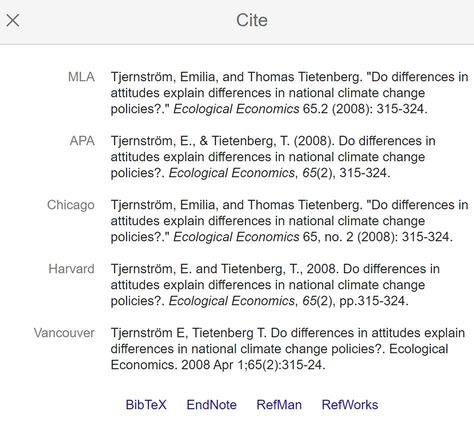 Cite
MLA Tjernström, Emilia, and Thomas Tietenberg. "Do differences in
attitudes explain differences in national climate change
policies?." Ecological Economics 65.2 (2008): 315-324.
APA Tjernström, E., & Tietenberg, T. (2008). Do differences in
attitudes explain differences in national climate change
policies?. Ecological Economics, 65(2), 315-324.
Chicago Tjernström, Emilia, and Thomas Tietenberg. "Do differences in
attitudes explain differences in national climate change
policies?." Ecological Economics 65, no. 2 (2008): 315-324.
Harvard Tjernström, E. and Tietenberg, T., 2008. Do differences in
attitudes explain differences in national climate change
policies?. Ecological Economics, 65(2), pp.315-324.
Vancouver Tjernström E, Tietenberg T. Do differences in attitudes explain
differences in national climate change policies?. Ecological
Economics. 2008 Apr 1;65(2):315-24.
BibTeX EndNote RefMan RefWorks